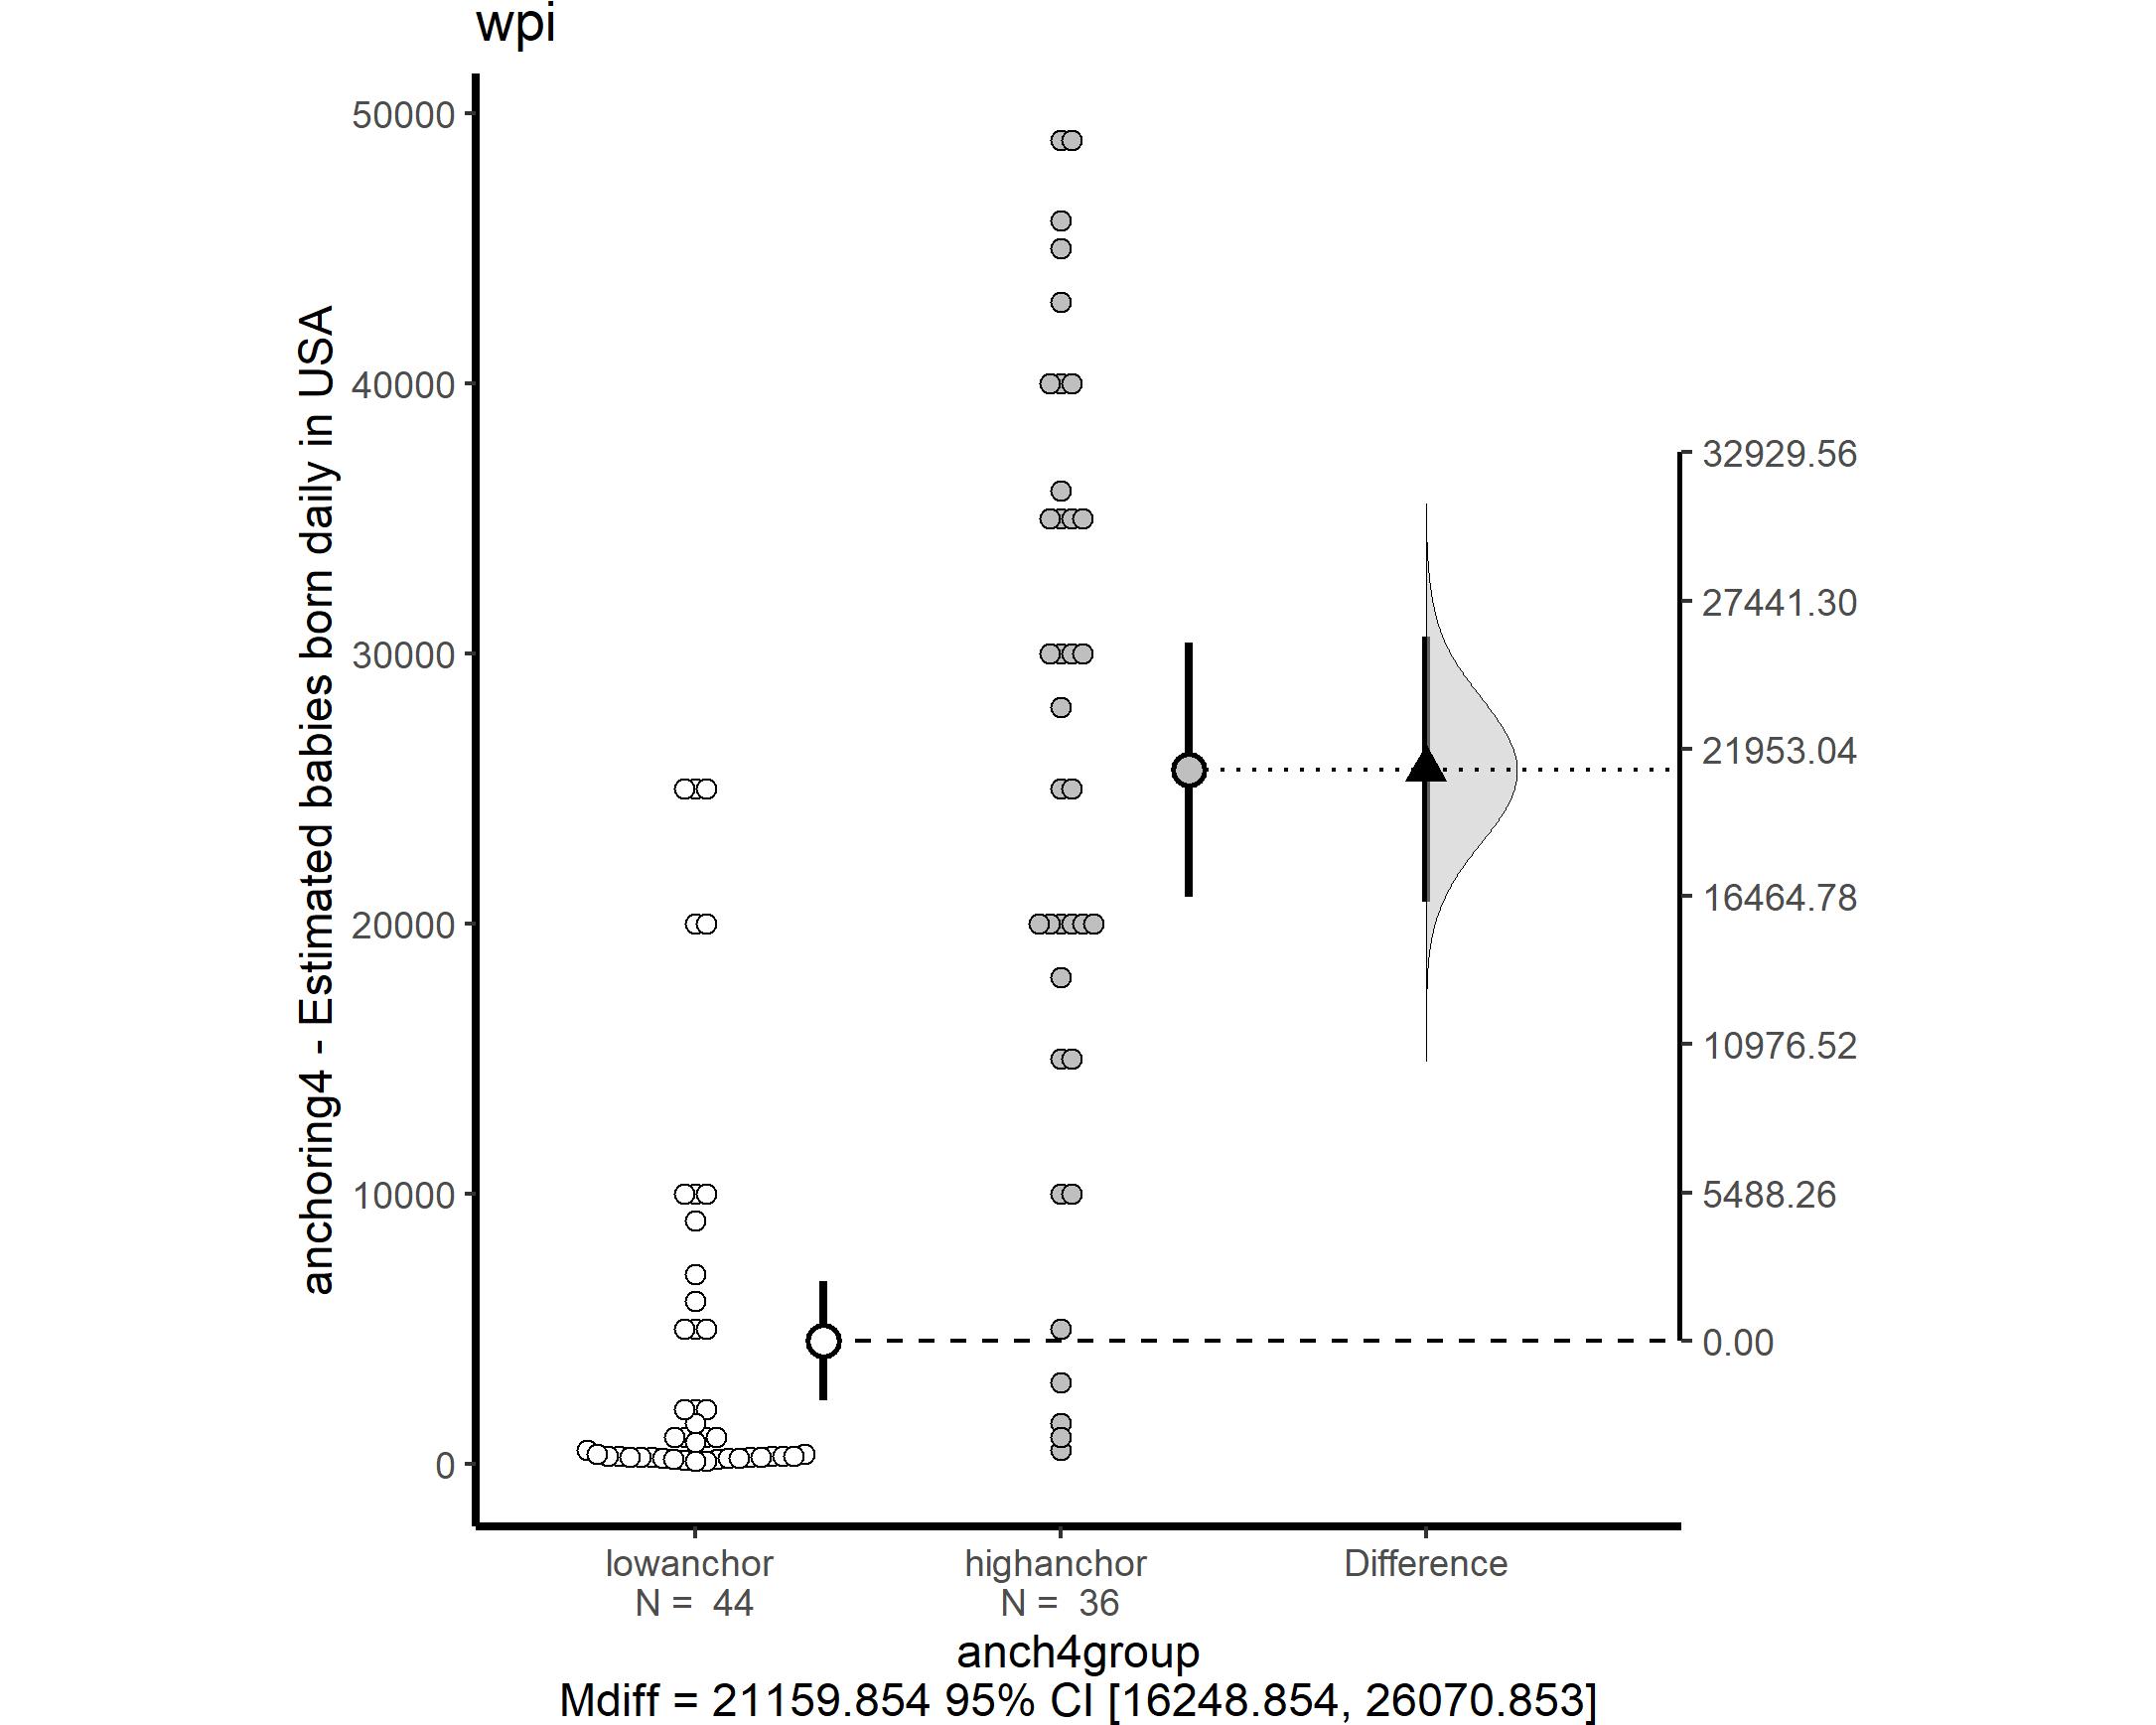 wpi
anchoring4 - Estimated babies born daily in USA
50000
40000
30000
20000
10000
0
32929.56
27441.30
21953.04
16464.78
10976.52
5488.26
0.00
lowanchor
N =  44
highanchor
N =  36
Difference
anch4group
Mdiff = 21159.854 95% CI [16248.854, 26070.853]